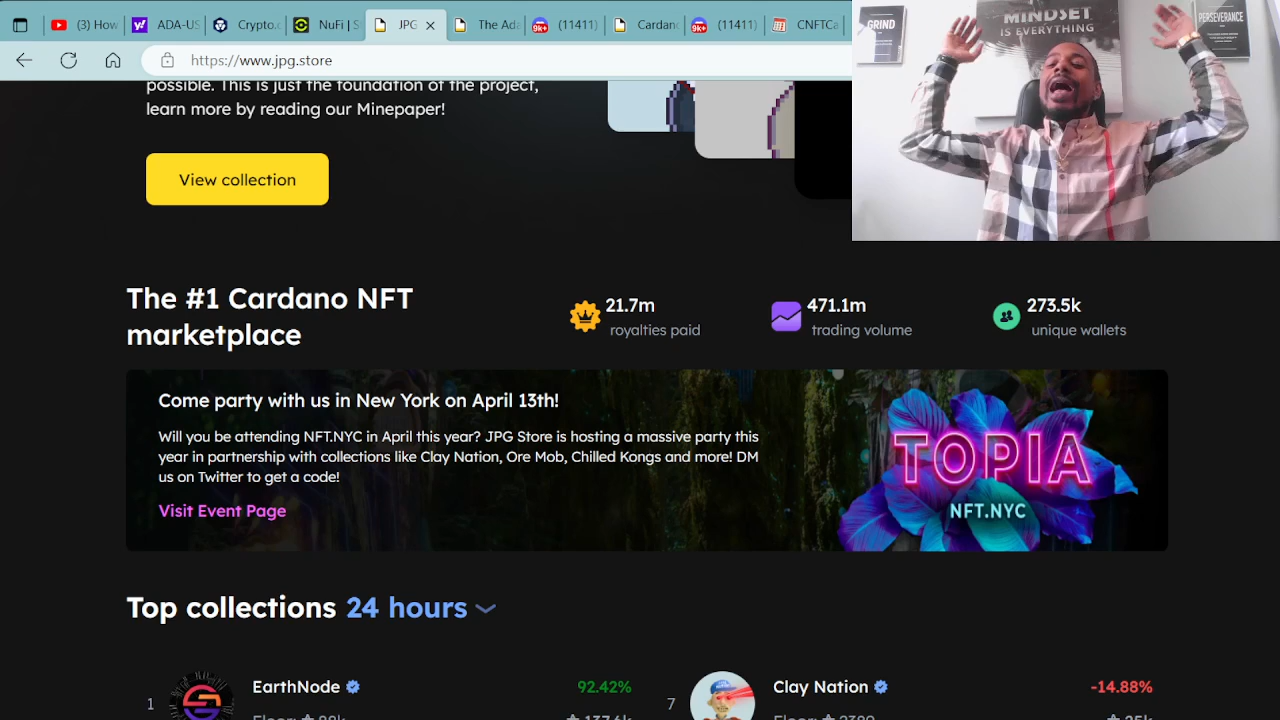 (3) How
ADA-US
Crypto.c
NuFi | S
JPG
The Ada
(11411)
Cardano
(11411)
CNFTCa
https://www.jpg.store
GRIND
MINDSET
IS EVERYTHING
PERSEVERANCE
possible. This is just the foundation of the project,
learn more by reading our Minepaper!
View collection
The #1 Cardano NFT
marketplace
21.7m
royalties paid
471.1m
trading volume
273.5k
unique wallets
Come party with us in New York on April 13th!
Will you be attending NFT.NYC in April this year? JPG Store is hosting a massive party this
year in partnership with collections like Clay Nation, Ore Mob, Chilled Kongs and more! DM
us on Twitter to get a code!
Visit Event Page
TOPIA
NFT.NYC
Top collections 24 hours
1
EarthNode
92.42%
7
Clay Nation
-14.88%